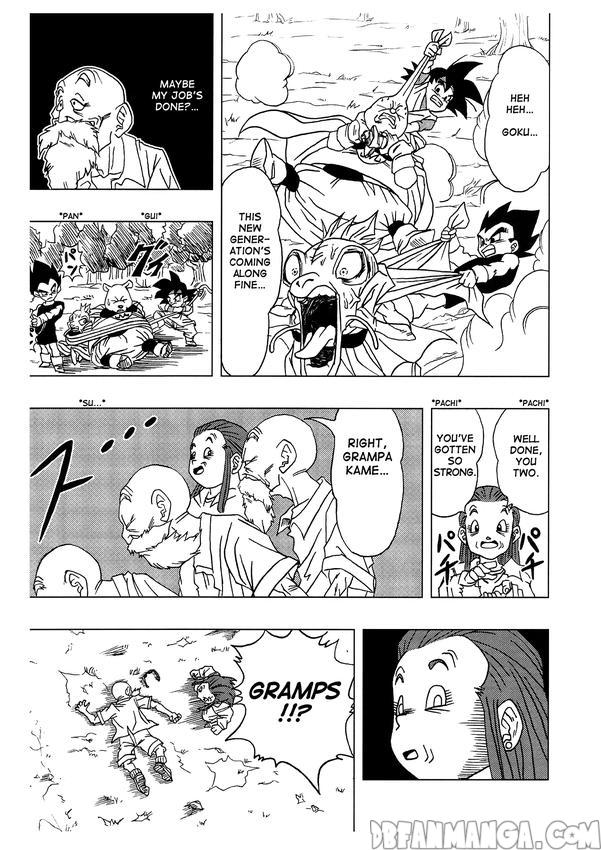 HEH
HEH...
GOKU...
THIS
NEW
GENER-
ATION'S
COMING
ALONG
FINE...
MAYBE
MY JOB'S
DONE?...
*GUI*
グイ
*PAN*
パン
*PACHI*
*PACHI*
WELL
DONE,
YOU
TWO.
YOU'VE
GOTTEN
SO
STRONG.
パチ
パチ
RIGHT,
GRAMPA
KAME...
*SU...*
ス...
GRAMPS
!!?
DBFANMANGA.COM